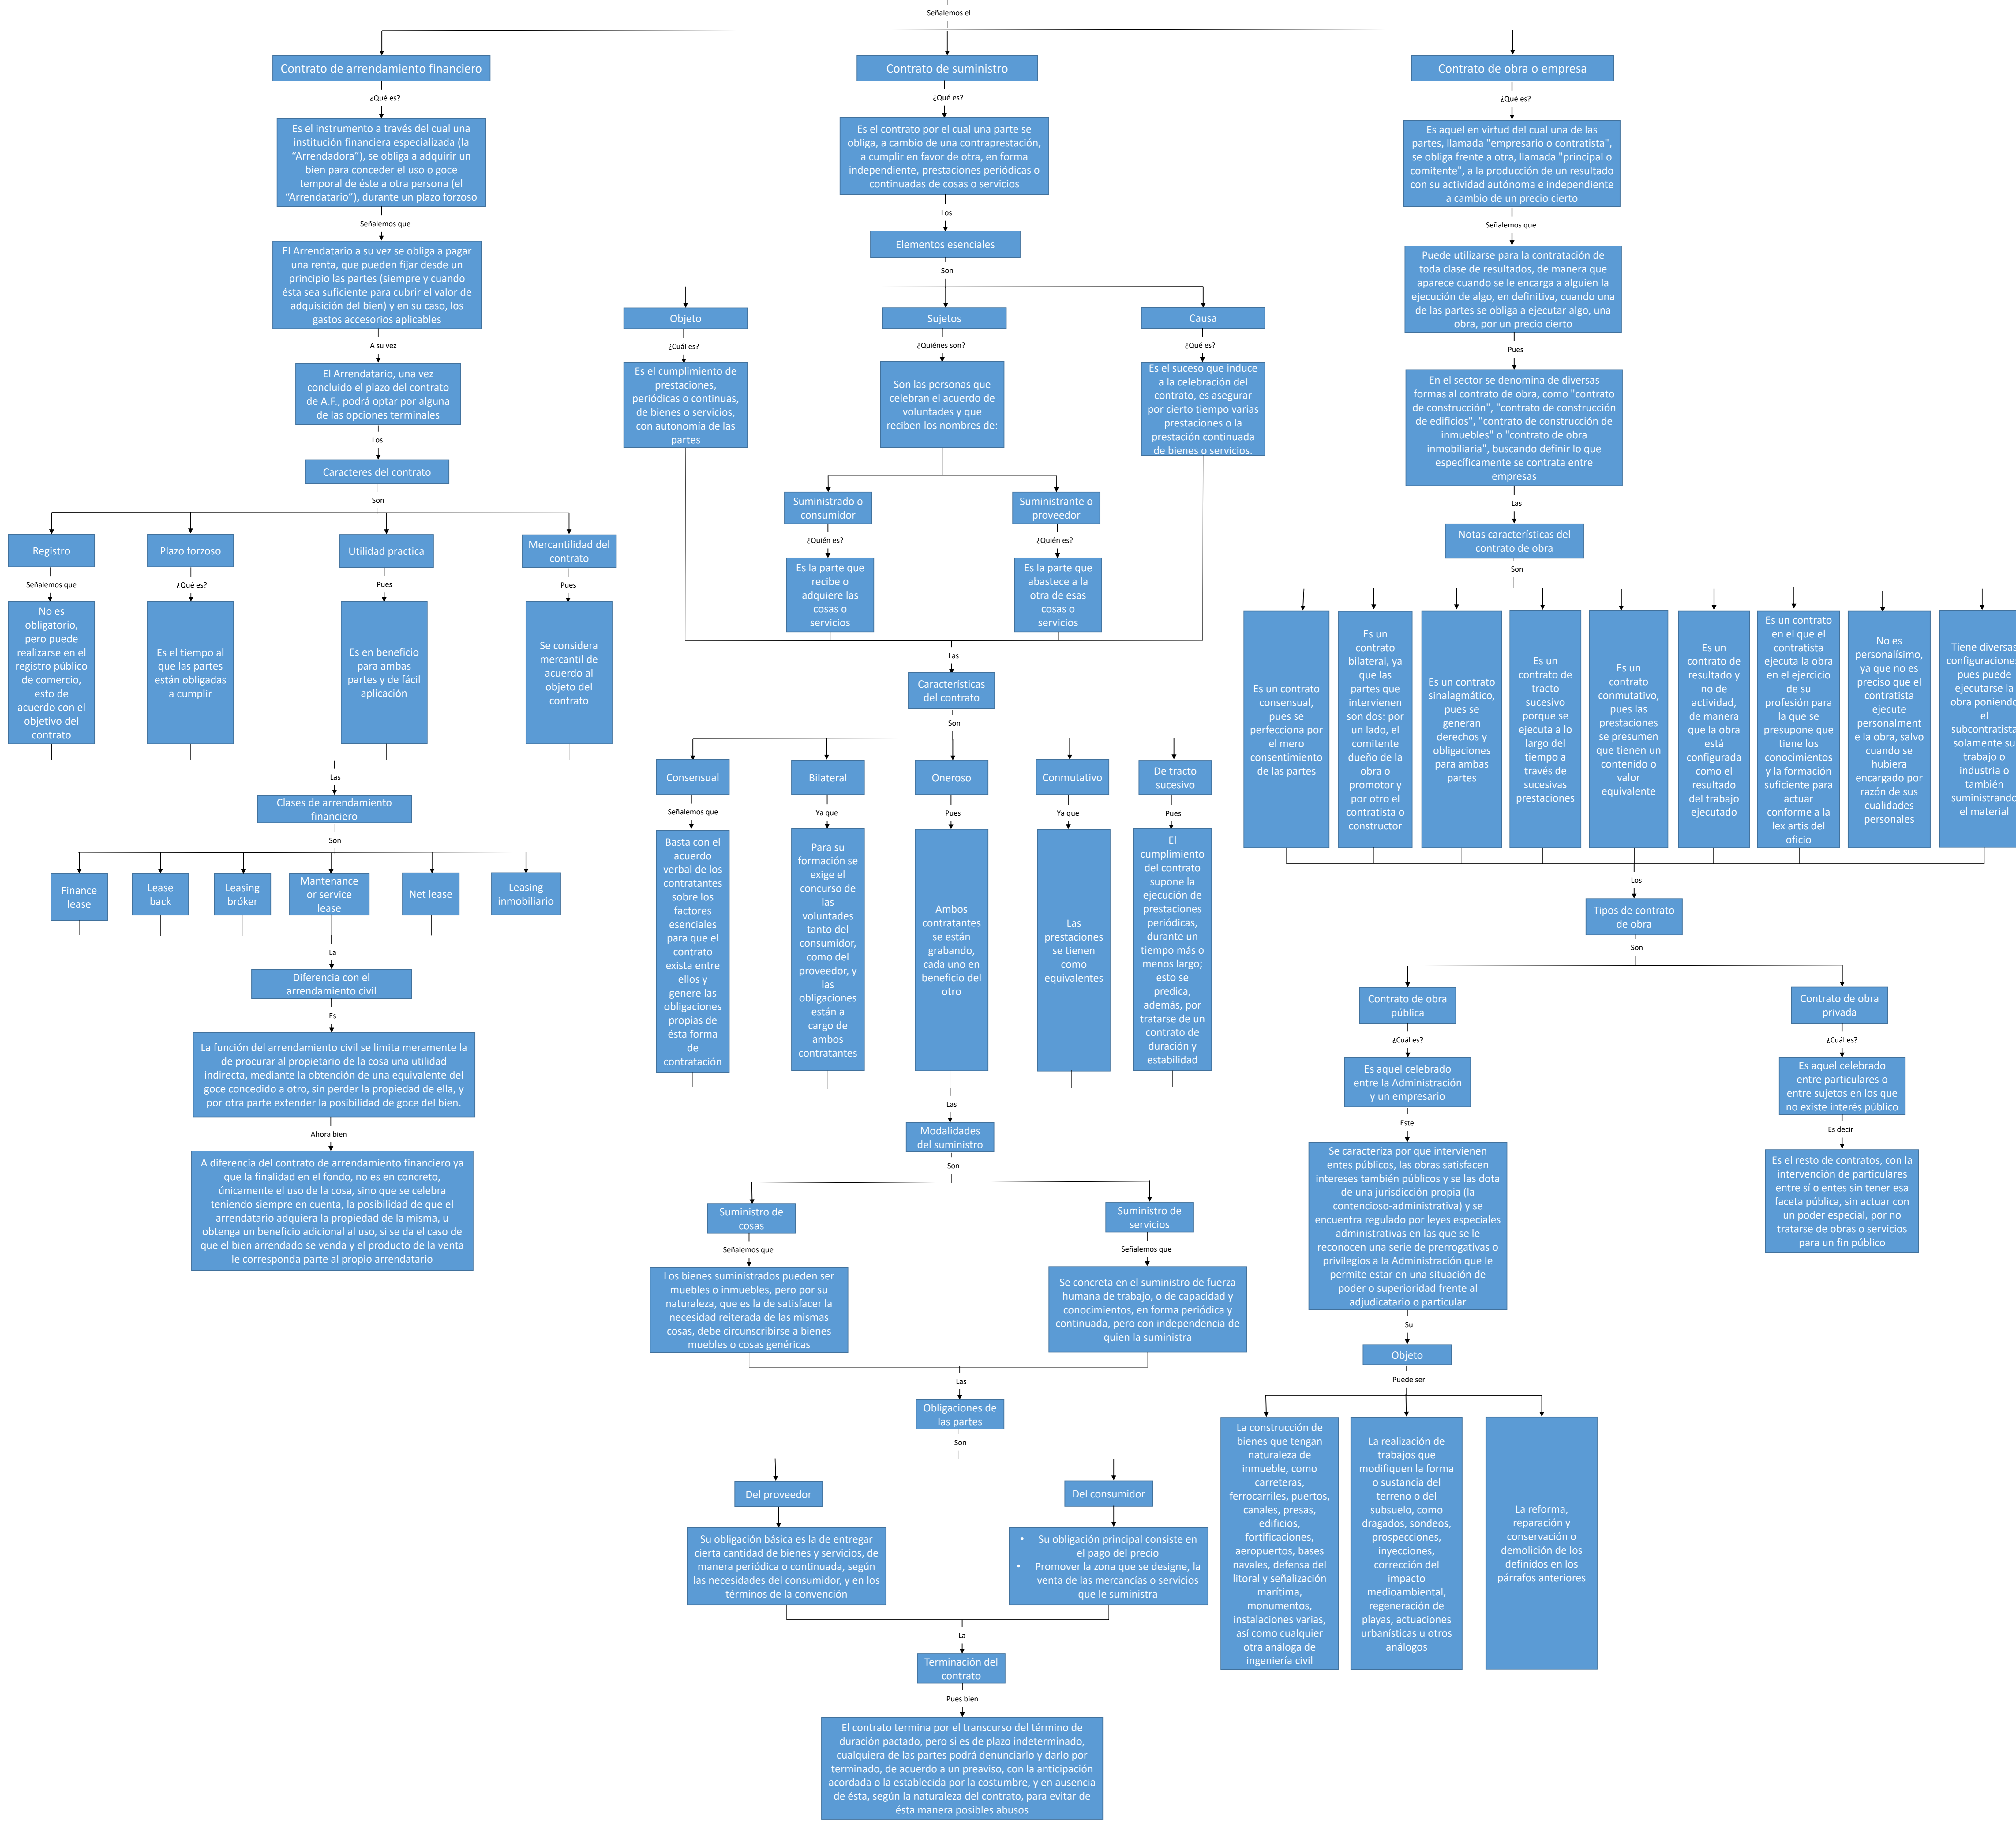 Señalemos el
Contrato de arrendamiento financiero
¿Qué es?
Es el instrumento a través del cual una
institución financiera especializada (la
“Arrendadora”), se obliga a adquirir un
bien para conceder el uso o goce
temporal de éste a otra persona (el
“Arrendatario”), durante un plazo forzoso
Señalemos que
El Arrendatario a su vez se obliga a pagar
una renta, que pueden fijar desde un
principio las partes (siempre y cuando
ésta sea suficiente para cubrir el valor de
adquisición del bien) y en su caso, los
gastos accesorios aplicables
A su vez
El Arrendatario, una vez
concluido el plazo del contrato
de A.F., podrá optar por alguna
de las opciones terminales
Los
Caracteres del contrato
Son
Registro
Señalemos que
No es
obligatorio,
pero puede
realizarse en el
registro público
de comercio,
esto de
acuerdo con el
objetivo del
contrato
Plazo forzoso
¿Qué es?
Es el tiempo al
que las partes
están obligadas
a cumplir
Utilidad practica
Pues
Es en beneficio
para ambas
partes y de fácil
aplicación
Mercantilidad del
contrato
Pues
Se considera
mercantil de
acuerdo al
objeto del
contrato
Las
Clases de arrendamiento
financiero
Son
Finance
lease
Lease
back
Leasing
bróker
Mantenance
or service
lease
Net lease
Leasing
inmobiliario
La
Diferencia con el
arrendamiento civil
Es
La función del arrendamiento civil se limita meramente la
de procurar al propietario de la cosa una utilidad
indirecta, mediante la obtención de una equivalente del
goce concedido a otro, sin perder la propiedad de ella, y
por otra parte extender la posibilidad de goce del bien.
Ahora bien
A diferencia del contrato de arrendamiento financiero ya
que la finalidad en el fondo, no es en concreto,
únicamente el uso de la cosa, sino que se celebra
teniendo siempre en cuenta, la posibilidad de que el
arrendatario adquiera la propiedad de la misma, u
obtenga un beneficio adicional al uso, si se da el caso de
que el bien arrendado se venda y el producto de la venta
le corresponda parte al propio arrendatario
Contrato de suministro
¿Qué es?
Es el contrato por el cual una parte se
obliga, a cambio de una contraprestación,
a cumplir en favor de otra, en forma
independiente, prestaciones periódicas o
continuadas de cosas o servicios
Los
Elementos esenciales
Son
Objeto
¿Cuál es?
Es el cumplimiento de
prestaciones,
periódicas o continuas,
de bienes o servicios,
con autonomía de las
partes
Sujetos
¿Quiénes son?
Son las personas que
celebran el acuerdo de
voluntades y que
reciben los nombres de:
Suministrado o
consumidor
¿Quién es?
Es la parte que
recibe o
adquiere las
cosas o
servicios
Suministrante o
proveedor
¿Quién es?
Es la parte que
abastece a la
otra de esas
cosas o
servicios
Causa
¿Qué es?
Es el suceso que induce
a la celebración del
contrato, es asegurar
por cierto tiempo varias
prestaciones o la
prestación continuada
de bienes o servicios.
Las
Características
del contrato
Son
Consensual
Señalemos que
Basta con el
acuerdo
verbal de los
contratantes
sobre los
factores
esenciales
para que el
contrato
exista entre
ellos y
genere las
obligaciones
propias de
ésta forma
de
contratación
Bilateral
Ya que
Para su
formación se
exige el
concurso de
las
voluntades
tanto del
consumidor,
como del
proveedor, y
las
obligaciones
están a
cargo de
ambos
contratantes
Oneroso
Pues
Ambos
contratantes
se están
grabando,
cada uno en
beneficio del
otro
Conmutativo
Ya que
Las
prestaciones
se tienen
como
equivalentes
De tracto
sucesivo
Pues
El
cumplimiento
del contrato
supone la
ejecución de
prestaciones
periódicas,
durante un
tiempo más o
menos largo;
esto se
predica,
además, por
tratarse de un
contrato de
duración y
estabilidad
Las
Modalidades
del suministro
Son
Suministro de
cosas
Señalemos que
Los bienes suministrados pueden ser
muebles o inmuebles, pero por su
naturaleza, que es la de satisfacer la
necesidad reiterada de las mismas
cosas, debe circunscribirse a bienes
muebles o cosas genéricas
Suministro de
servicios
Señalemos que
Se concreta en el suministro de fuerza
humana de trabajo, o de capacidad y
conocimientos, en forma periódica y
continuada, pero con independencia de
quien la suministra
Las
Obligaciones de
las partes
Son
Del proveedor
Su obligación básica es la de entregar
cierta cantidad de bienes y servicios, de
manera periódica o continuada, según
las necesidades del consumidor, y en los
términos de la convención
Del consumidor
• Su obligación principal consiste en
el pago del precio
• Promover la zona que se designe, la
venta de las mercancías o servicios
que le suministra
La
Terminación del
contrato
Pues bien
El contrato termina por el transcurso del término de
duración pactado, pero si es de plazo indeterminado,
cualquiera de las partes podrá denunciarlo y darlo por
terminado, de acuerdo a un preaviso, con la anticipación
acordada o la establecida por la costumbre, y en ausencia
de ésta, según la naturaleza del contrato, para evitar de
ésta manera posibles abusos
Contrato de obra o empresa
¿Qué es?
Es aquel en virtud del cual una de las
partes, llamada "empresario o contratista",
se obliga frente a otra, llamada "principal o
comitente", a la producción de un resultado
con su actividad autónoma e independiente
a cambio de un precio cierto
Señalemos que
Puede utilizarse para la contratación de
toda clase de resultados, de manera que
aparece cuando se le encarga a alguien la
ejecución de algo, en definitiva, cuando una
de las partes se obliga a ejecutar algo, una
obra, por un precio cierto
Pues
En el sector se denomina de diversas
formas al contrato de obra, como "contrato
de construcción", "contrato de construcción
de edificios", "contrato de construcción de
inmuebles" o "contrato de obra
inmobiliaria", buscando definir lo que
específicamente se contrata entre
empresas
Las
Notas características del
contrato de obra
Son
Es un contrato
consensual,
pues se
perfecciona por
el mero
consentimiento
de las partes
Es un
contrato
bilateral, ya
que las
partes que
intervienen
son dos: por
un lado, el
comitente
dueño de la
obra o
promotor y
por otro el
contratista o
constructor
Es un contrato
sinalagmático,
pues se
generan
derechos y
obligaciones
para ambas
partes
Es un
contrato de
tracto
sucesivo
porque se
ejecuta a lo
largo del
tiempo a
través de
sucesivas
prestaciones
Es un
contrato
conmutativo,
pues las
prestaciones
se presumen
que tienen un
contenido o
valor
equivalente
Es un
contrato de
resultado y
no de
actividad,
de manera
que la obra
está
configurada
como el
resultado
del trabajo
ejecutado
Es un contrato
en el que el
contratista
ejecuta la obra
en el ejercicio
de su
profesión para
la que se
presupone que
tiene los
conocimientos
y la formación
suficiente para
actuar
conforme a la
lex artis del
oficio
No es
personalísimo,
ya que no es
preciso que el
contratista
ejecute
personalment
e la obra, salvo
cuando se
hubiera
encargado por
razón de sus
cualidades
personales
Tiene diversas
configuraciones
pues puede
ejecutarse la
obra poniendo
el
subcontratista
solamente su
trabajo o
industria o
también
suministrando
el material
Los
Tipos de contrato
de obra
Son
Contrato de obra
pública
¿Cuál es?
Es aquel celebrado
entre la Administración
y un empresario
Este
Se caracteriza por que intervienen
entes públicos, las obras satisfacen
intereses también públicos y se las dota
de una jurisdicción propia (la
contencioso-administrativa) y se
encuentra regulado por leyes especiales
administrativas en las que se le
reconocen una serie de prerrogativas o
privilegios a la Administración que le
permite estar en una situación de
poder o superioridad frente al
adjudicatario o particular
Su
Objeto
Puede ser
La construcción de
bienes que tengan
naturaleza de
inmueble, como
carreteras,
ferrocarriles, puertos,
canales, presas,
edificios,
fortificaciones,
aeropuertos, bases
navales, defensa del
litoral y señalización
marítima,
monumentos,
instalaciones varias,
así como cualquier
otra análoga de
ingeniería civil
La realización de
trabajos que
modifiquen la forma
o sustancia del
terreno o del
subsuelo, como
dragados, sondeos,
prospecciones,
inyecciones,
corrección del
impacto
medioambiental,
regeneración de
playas, actuaciones
urbanísticas u otros
análogos
La reforma,
reparación y
conservación o
demolición de los
definidos en los
párrafos anteriores
Contrato de obra
privada
¿Cuál es?
Es aquel celebrado
entre particulares o
entre sujetos en los que
no existe interés público
Es decir
Es el resto de contratos, con la
intervención de particulares
entre sí o entes sin tener esa
faceta pública, sin actuar con
un poder especial, por no
tratarse de obras o servicios
para un fin público